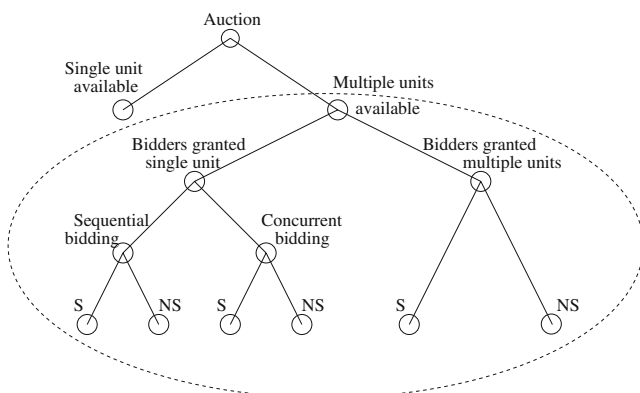 Auction
Single unit
available
Multiple units
available
Bidders granted
single unit
Bidders granted
multiple units
Sequential
bidding
Concurrent
bidding
S
NS
S
NS
S
NS